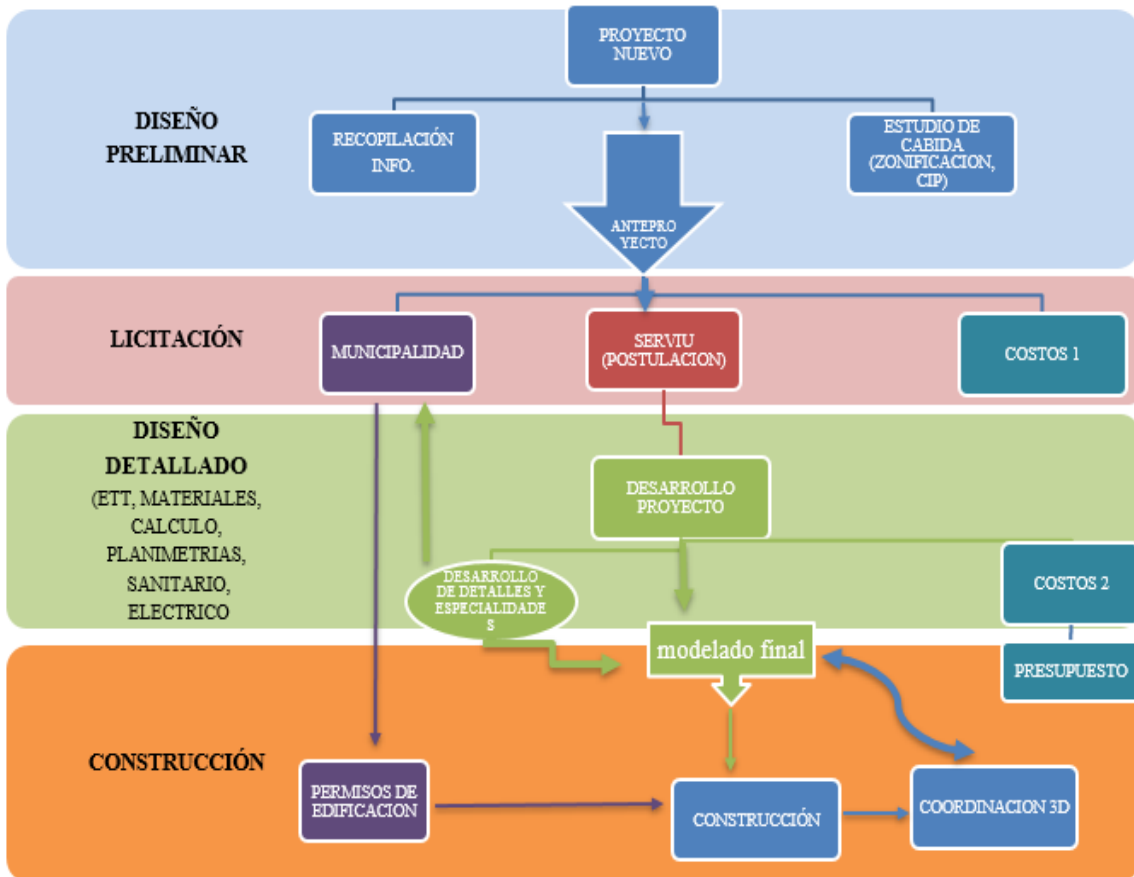 PROYECTO
NUEVO
DISEÑO
PRELIMINAR
RECOPILACIÓN
INFO.
ESTUDIO DE
CABIDA
(ZONIFICACION,
CIP)
ANTEPRO
YECTO
LICITACIÓN
MUNICIPALIDAD
SERVIU
(POSTULACION)
COSTOS 1
DISEÑO
DETALLADO
(ETT, MATERIALES,
CALCULO,
PLANIMETRIAS,
SANITARIO,
ELECTRICO
DESARROLLO
PROYECTO
DESARROLLO
DE DETALLES Y
ESPECIALIDADE
S
COSTOS 2
modelado final
PRESUPUESTO
CONSTRUCCIÓN
PERMISOS DE
EDIFICACION
CONSTRUCCIÓN
COORDINACION 3D